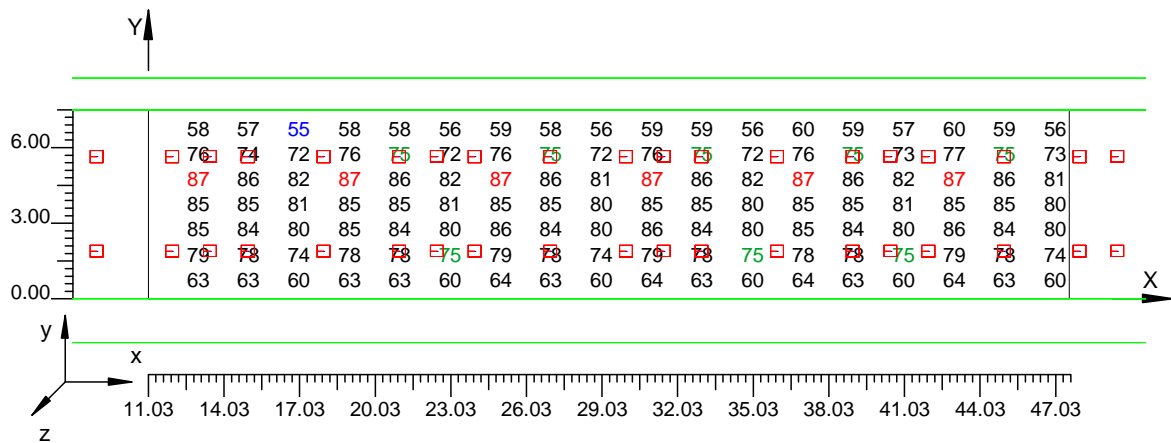 Y
58 57 55 58 58 56 59 58 56 59 59 56 60 59 57 60 59 56
6.00
76 74 72 76 75 72 76 75 72 76 75 72 76 75 73 77 75 73
87 86 82 87 86 82 87 86 81 87 86 82 87 86 82 87 86 81
85 85 81 85 85 81 85 85 80 85 85 80 85 85 81 85 85 80
3.00
85 84 80 85 84 80 86 84 80 86 84 80 85 84 80 86 84 80
79 78 74 78 78 75 79 78 74 79 78 75 78 78 75 79 78 74
63 63 60 63 63 60 64 63 60 64 63 60 64 63 60 64 63 60
0.00
X
y
x
z
11.03 14.03 17.03 20.03 23.03 26.03 29.03 32.03 35.03 38.03 41.03 44.03 47.03